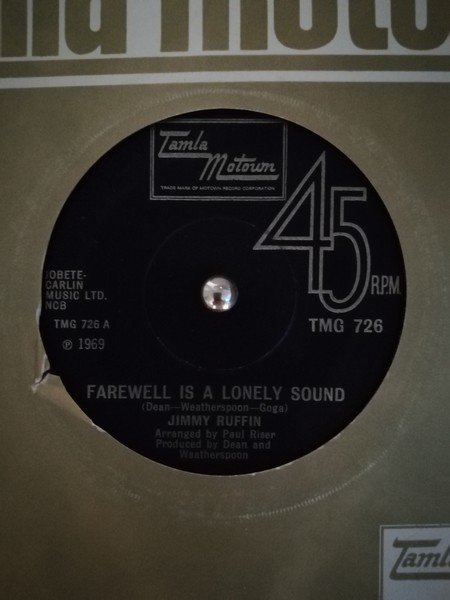 Tamla
Motown
TRADE MARK OF MOTOWN RECORD CORPORATION
45
R.P.M.
JOBETE-
CARLIN
MUSIC LTD.
NCB
TMG 726 A
TMG 726
℗ 1969
FAREWELL IS A LONELY SOUND
(Dean—Weatherspoon—Goga)
JIMMY RUFFIN
Arranged by Paul Riser
Produced by Dean and
Weatherspoon
Tamla